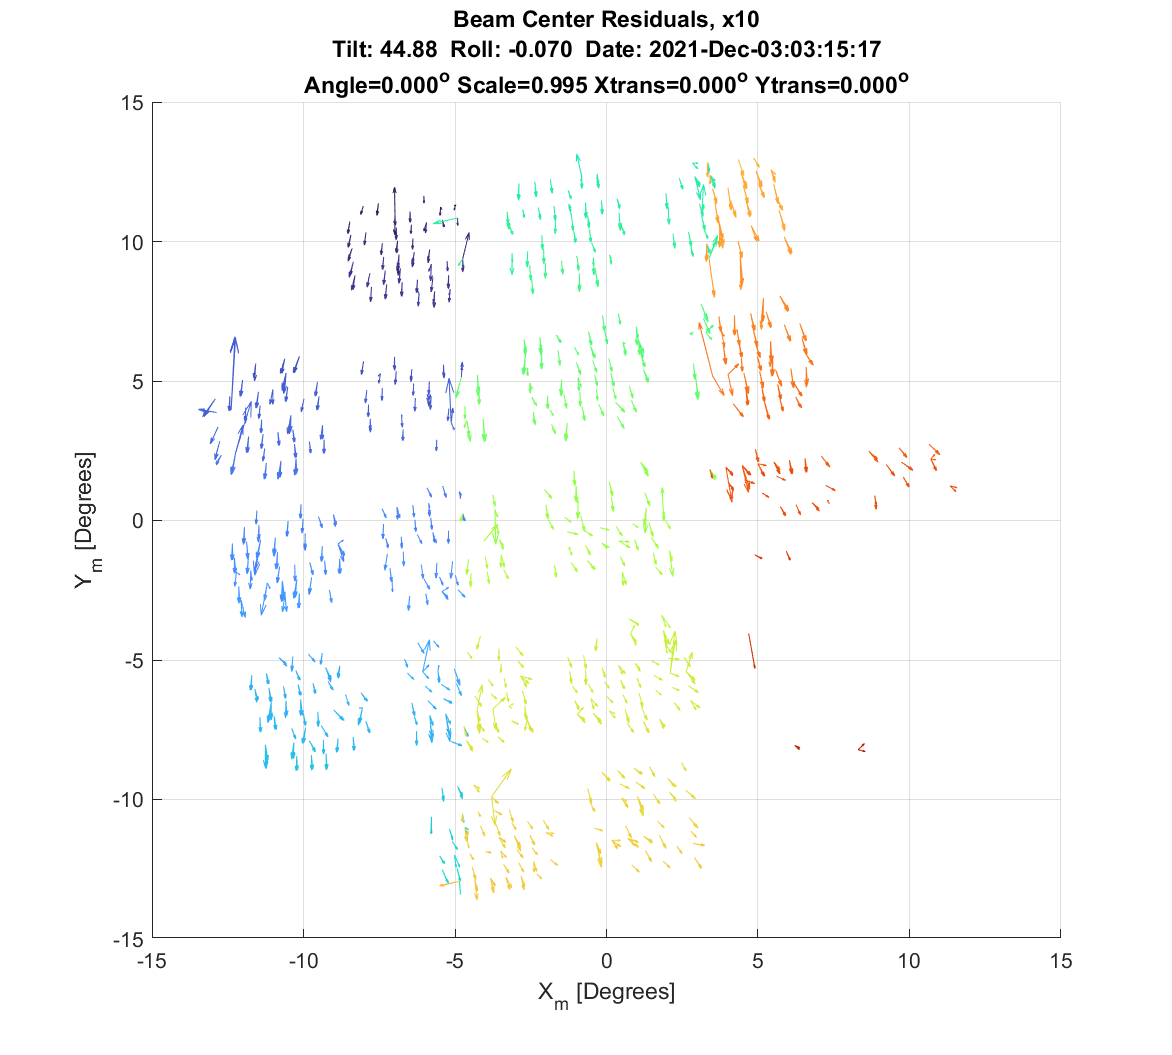 Beam Center Residuals, x10
Tilt: 44.88 Roll: -0.070 Date: 2021-Dec-03:03:15:17
Angle=0.000° Scale=0.995 Xtrans=0.000° Ytrans=0.000°
15
10
5
0
-5
-10
-15
Y_m [Degrees]
-15 -10 -5 0 5 10 15
X_m [Degrees]